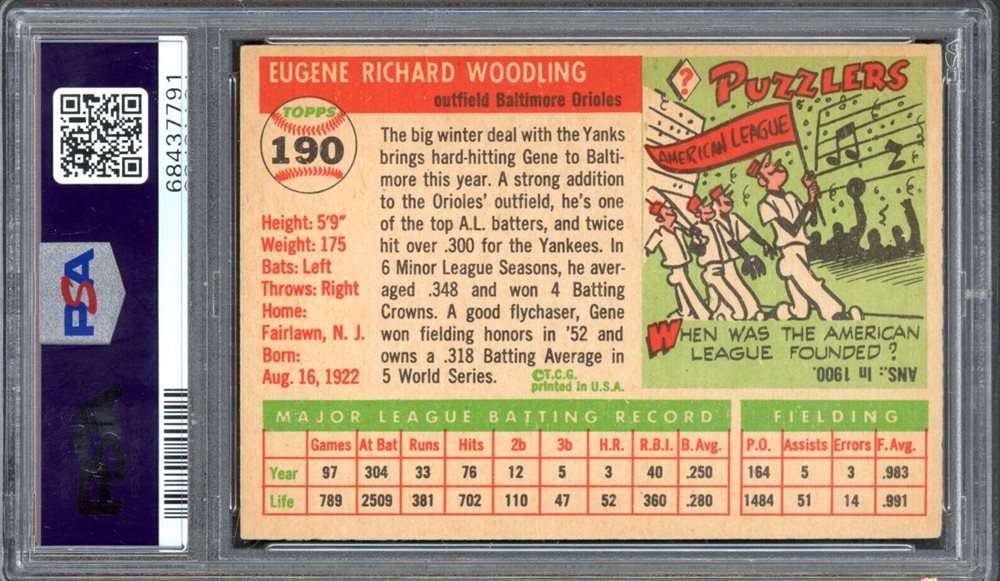 PSA
68437791
PSA
EUGENE RICHARD WOODLING
outfield Baltimore Orioles
TOPPS
190
Height: 5'9"
Weight: 175
Bats: Left
Throws: Right
Home:
Fairlawn, N. J.
Born:
Aug. 16, 1922
The big winter deal with the Yanks
brings hard-hitting Gene to Balti-
more this year. A strong addition
to the Orioles' outfield, he's one
of the top A.L. batters, and twice
hit over .300 for the Yankees. In
6 Minor League Seasons, he aver-
aged .348 and won 4 Batting
Crowns. A good flychaser, Gene
won fielding honors in '52 and
owns a .318 Batting Average in
5 World Series.
©T.C.G.
printed in U.S.A.
? PUZZLERS
AMERICAN LEAGUE
WHEN WAS THE AMERICAN
LEAGUE FOUNDED?
ANS.: In 1900.
MAJOR LEAGUE BATTING RECORD FIELDING
Games At Bat Runs Hits 2b 3b H.R. R.B.I. B. Avg. P.O. Assists Errors F. Avg.
Year 97 304 33 76 12 5 3 40 .250 164 5 3 .983
Life 789 2509 381 702 110 47 52 360 .280 1484 51 14 .991
PSA